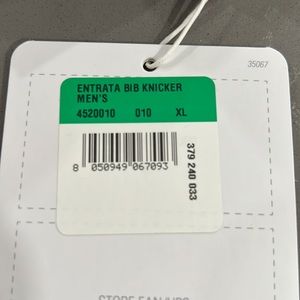 35067
ENTRATA BIB KNICKER
MEN'S
4520010 010 XL
8 050949 067093
379 240 033